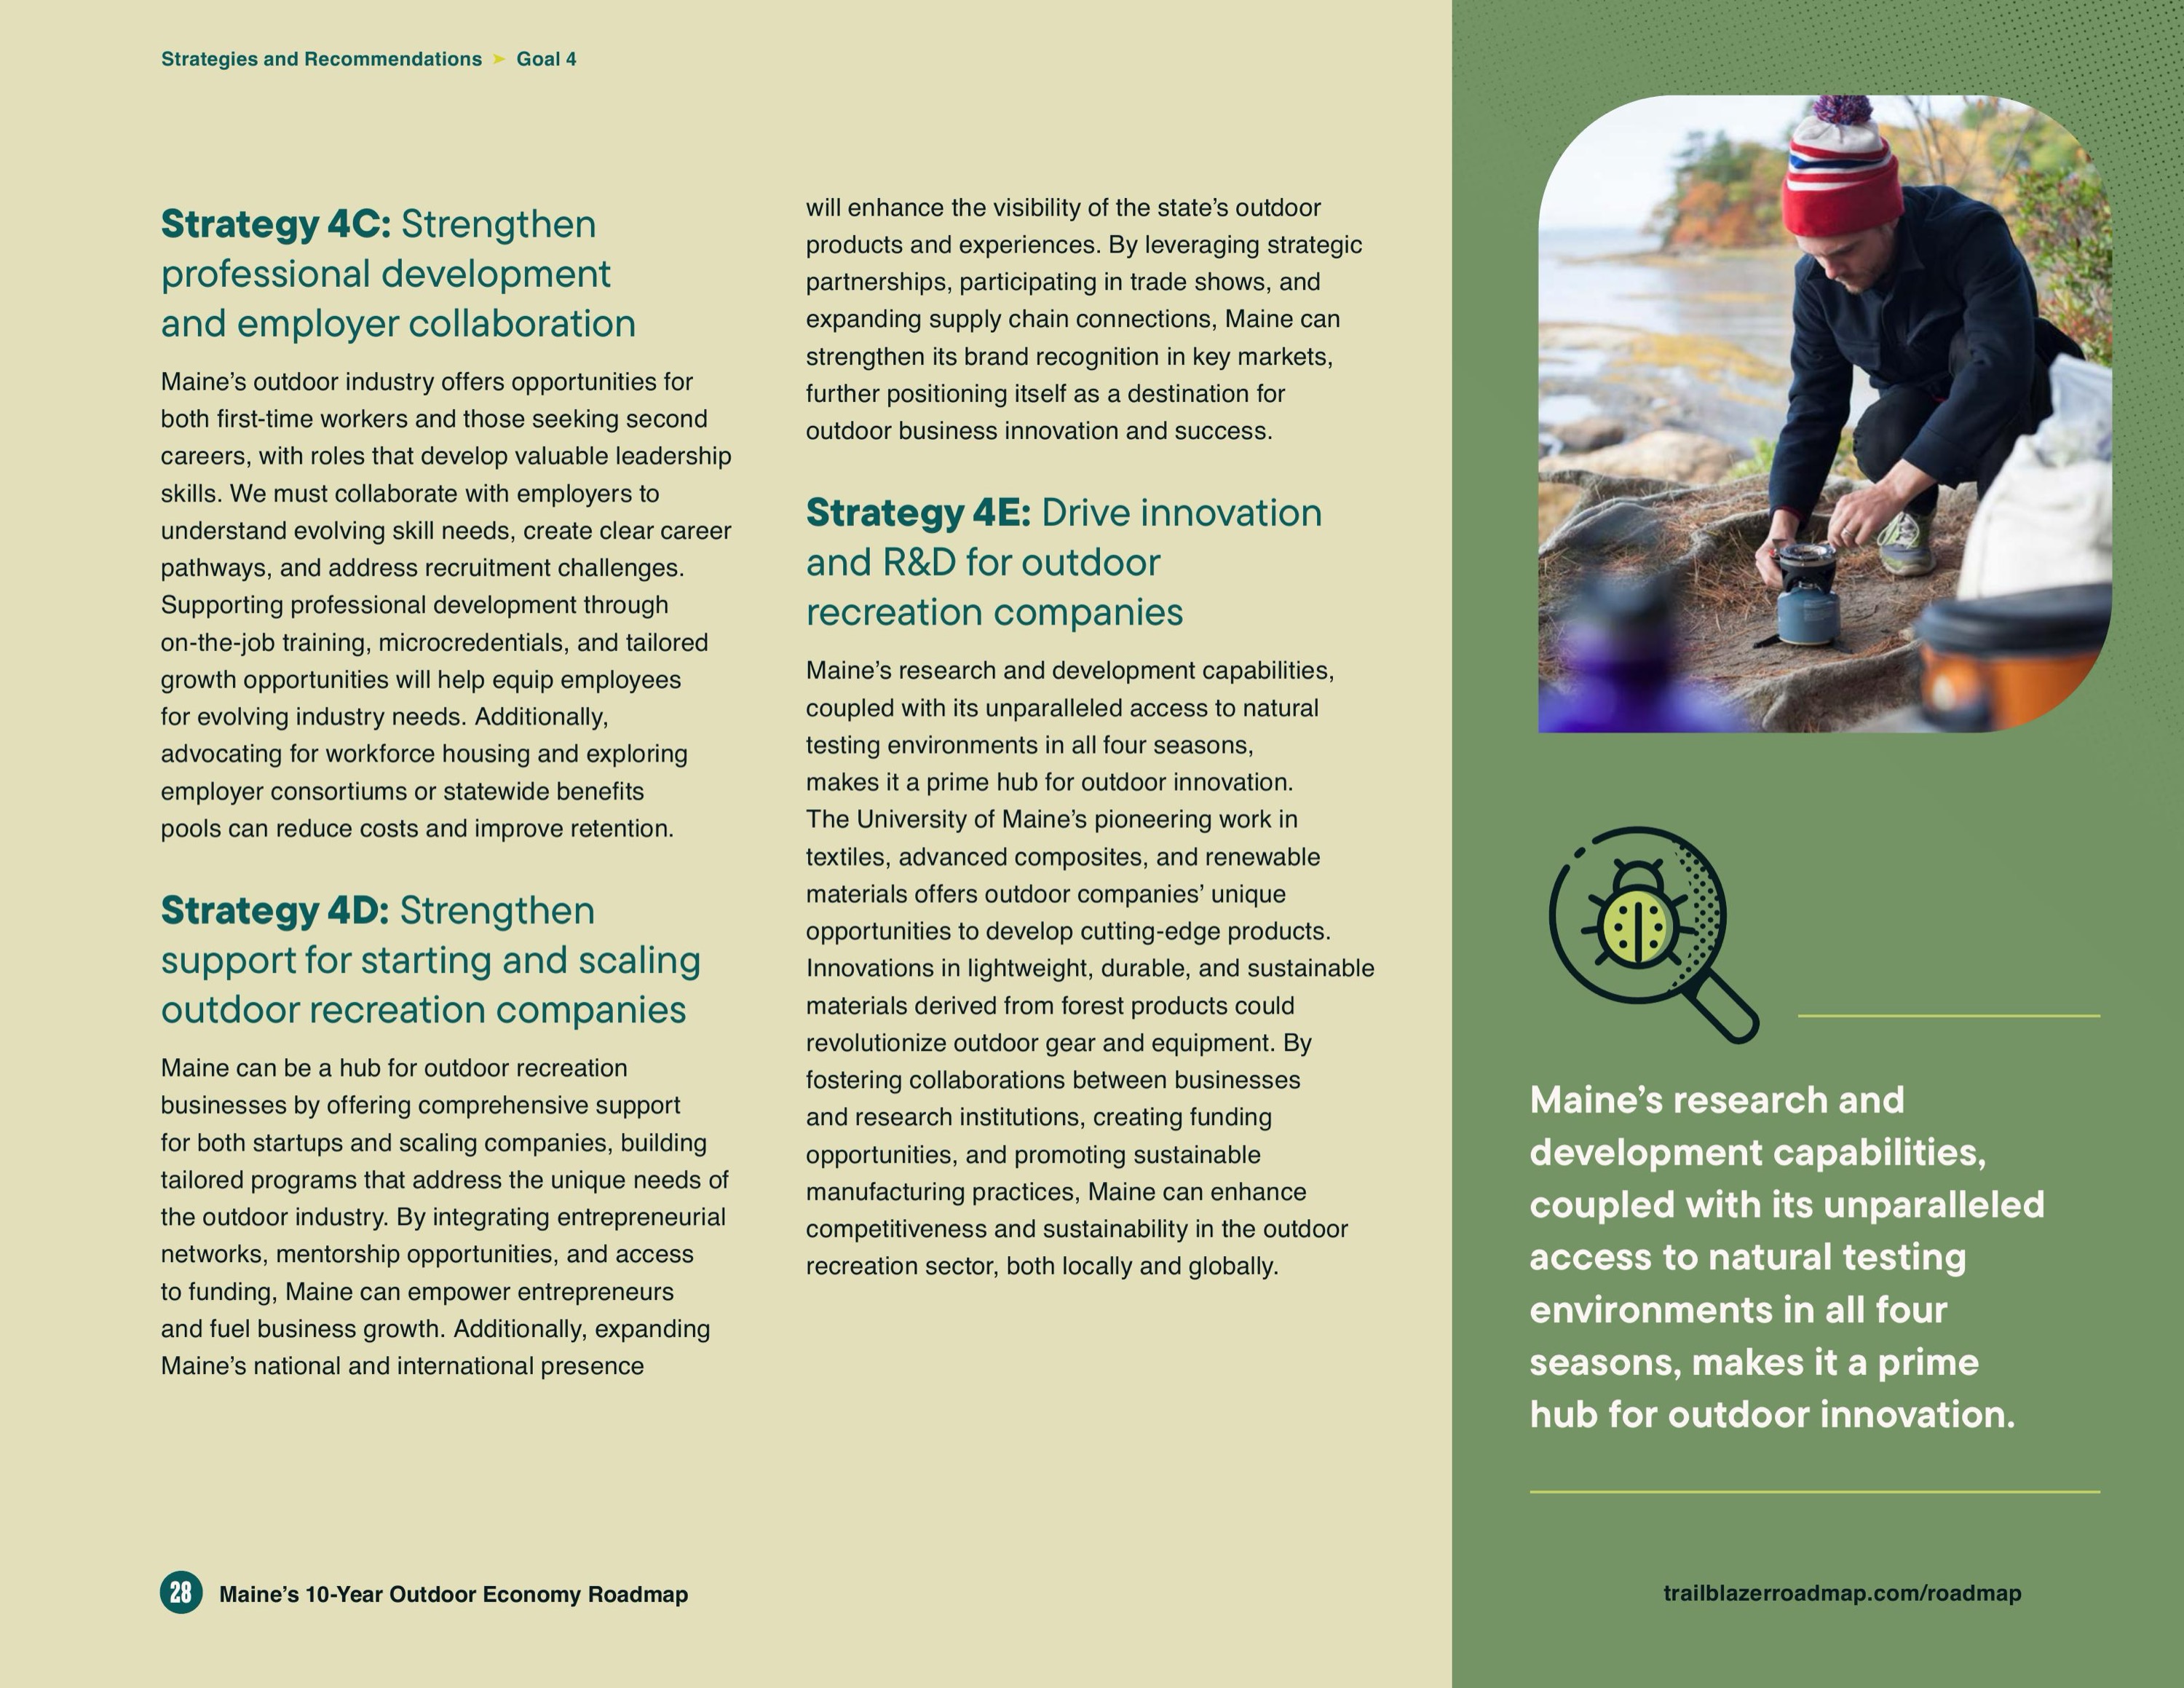 Strategies and Recommendations ➤ Goal 4
Strategy 4C: Strengthen
professional development
and employer collaboration
Maine’s outdoor industry offers opportunities for
both first-time workers and those seeking second
careers, with roles that develop valuable leadership
skills. We must collaborate with employers to
understand evolving skill needs, create clear career
pathways, and address recruitment challenges.
Supporting professional development through
on-the-job training, microcredentials, and tailored
growth opportunities will help equip employees
for evolving industry needs. Additionally,
advocating for workforce housing and exploring
employer consortiums or statewide benefits
pools can reduce costs and improve retention.
Strategy 4D: Strengthen
support for starting and scaling
outdoor recreation companies
Maine can be a hub for outdoor recreation
businesses by offering comprehensive support
for both startups and scaling companies, building
tailored programs that address the unique needs of
the outdoor industry. By integrating entrepreneurial
networks, mentorship opportunities, and access
to funding, Maine can empower entrepreneurs
and fuel business growth. Additionally, expanding
Maine’s national and international presence
will enhance the visibility of the state’s outdoor
products and experiences. By leveraging strategic
partnerships, participating in trade shows, and
expanding supply chain connections, Maine can
strengthen its brand recognition in key markets,
further positioning itself as a destination for
outdoor business innovation and success.
Strategy 4E: Drive innovation
and R&D for outdoor
recreation companies
Maine’s research and development capabilities,
coupled with its unparalleled access to natural
testing environments in all four seasons,
makes it a prime hub for outdoor innovation.
The University of Maine’s pioneering work in
textiles, advanced composites, and renewable
materials offers outdoor companies’ unique
opportunities to develop cutting-edge products.
Innovations in lightweight, durable, and sustainable
materials derived from forest products could
revolutionize outdoor gear and equipment. By
fostering collaborations between businesses
and research institutions, creating funding
opportunities, and promoting sustainable
manufacturing practices, Maine can enhance
competitiveness and sustainability in the outdoor
recreation sector, both locally and globally.
Maine’s research and
development capabilities,
coupled with its unparalleled
access to natural testing
environments in all four
seasons, makes it a prime
hub for outdoor innovation.
28 Maine’s 10-Year Outdoor Economy Roadmap
trailblazerroadmap.com/roadmap